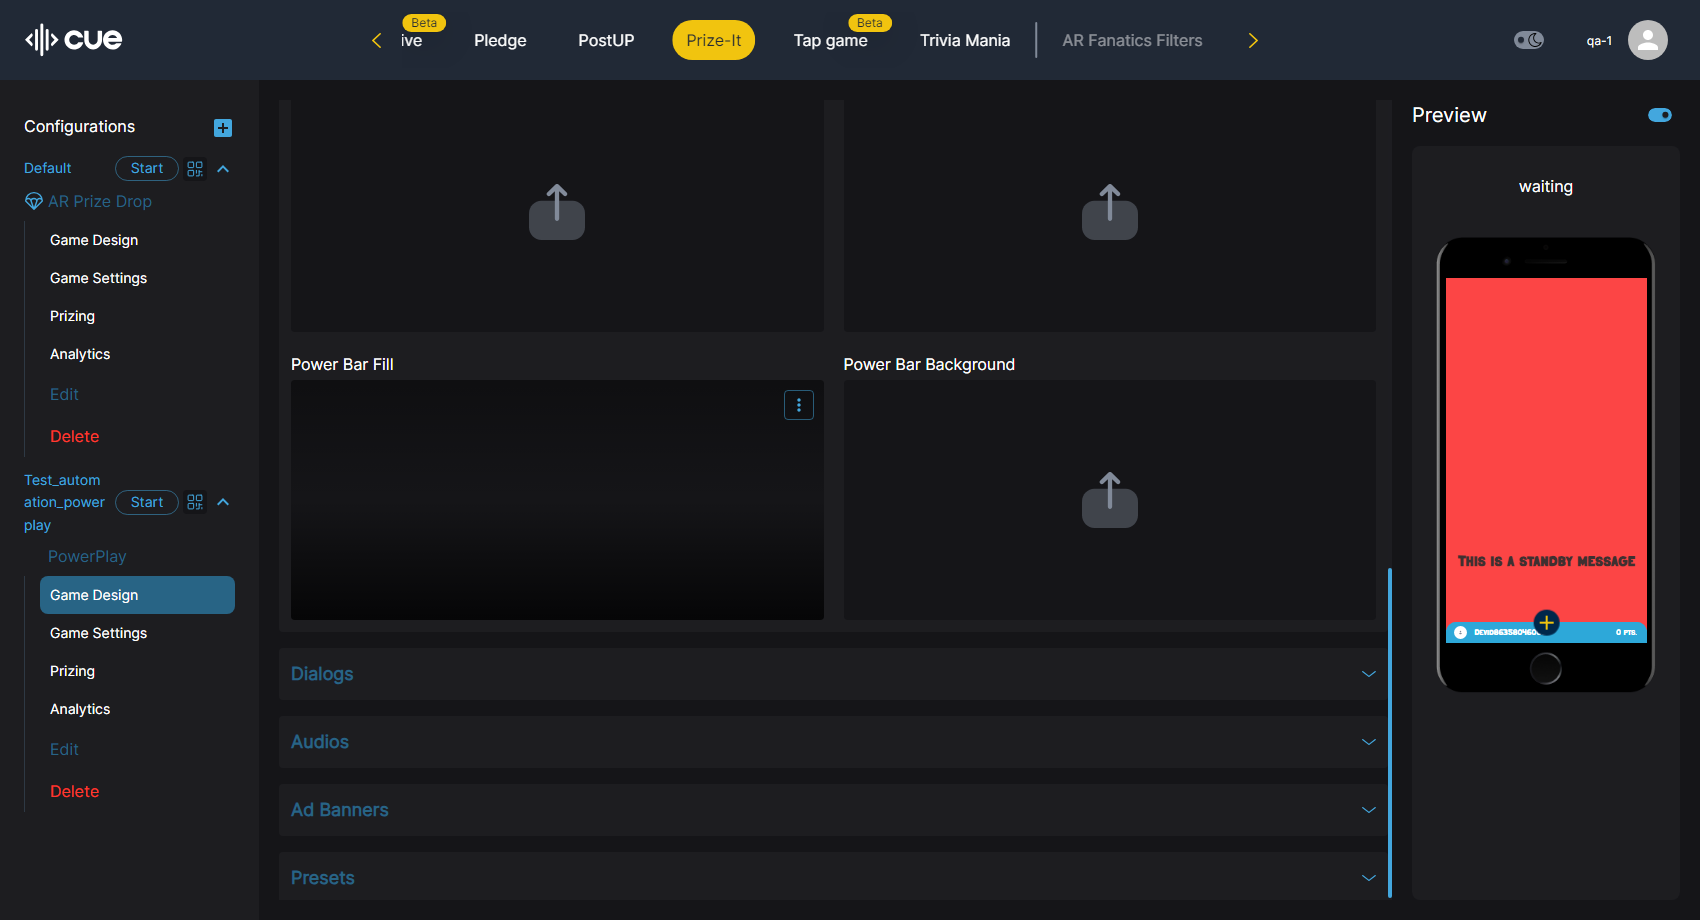 cue
Beta
ive
Pledge
PostUP
Prize-It
Beta
Tap game
Trivia Mania
AR Fanatics Filters
qa-1
Configurations
Default
Start
AR Prize Drop
Game Design
Game Settings
Prizing
Analytics
Edit
Delete
Test_autom
ation_power
play
Start
PowerPlay
Game Design
Game Settings
Prizing
Analytics
Edit
Delete
Power Bar Fill
Power Bar Background
Dialogs
Audios
Ad Banners
Presets
Preview
waiting
This is a standby message
0 pts.